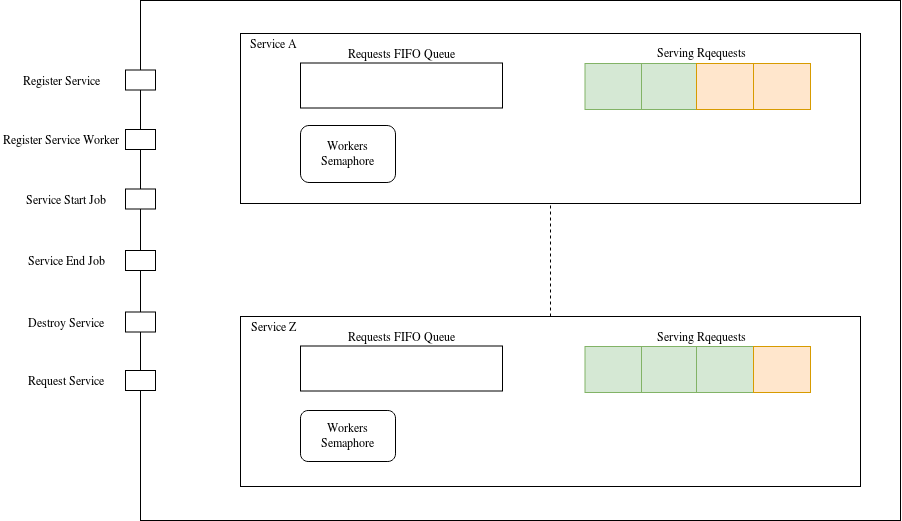 Register Service
Register Service Worker
Service Start Job
Service End Job
Destroy Service
Request Service
Service A
Requests FIFO Queue
Serving Rqequests
Workers
Semaphore
Service Z
Requests FIFO Queue
Serving Rqequests
Workers
Semaphore